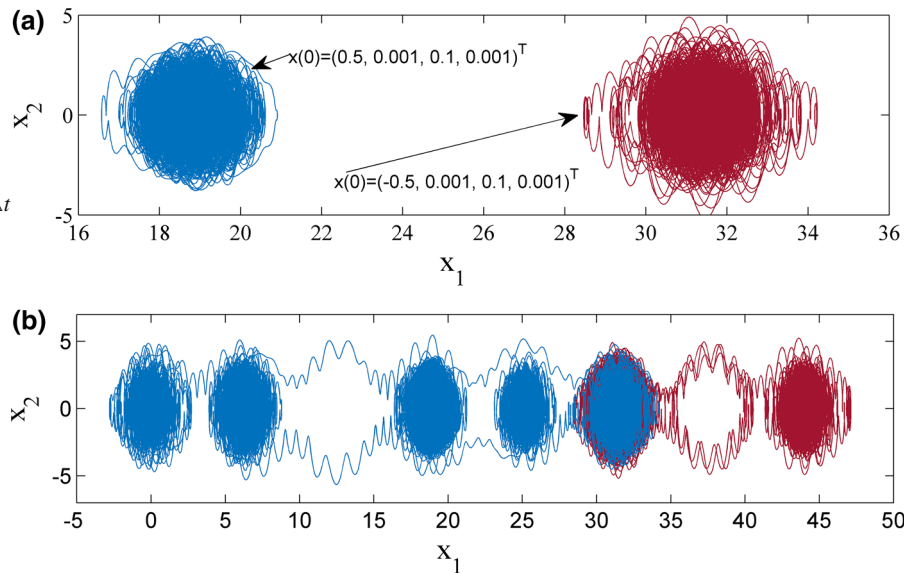 (a)
5
x(0)=(0.5, 0.001, 0.1, 0.001)ᵀ
x₂
0
x(0)=(-0.5, 0.001, 0.1, 0.001)ᵀ
-5
16 18 20 22 24 26 28 30 32 34 36
x₁
(b)
5
x₂
0
-5
-5 0 5 10 15 20 25 30 35 40 45 50
x₁